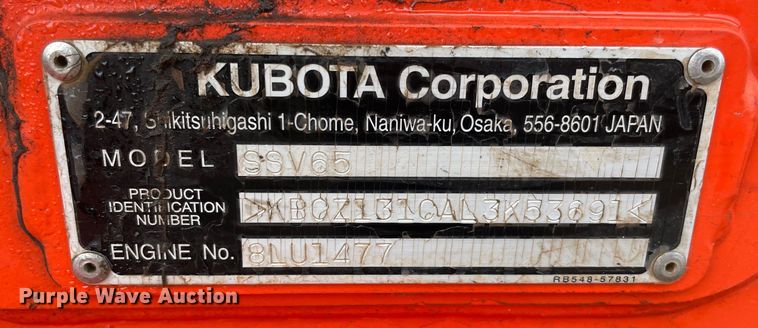 KUBOTA Corporation
2-47, Shikitsuhigashi 1-Chome, Naniwa-ku, Osaka, 556-8601 JAPAN
MODEL SSV65
PRODUCT
IDENTIFICATION
NUMBER
>KBCZ131CAL3K53691<
ENGINE No. 8LU1477
RB548-57831
Purple Wave Auction